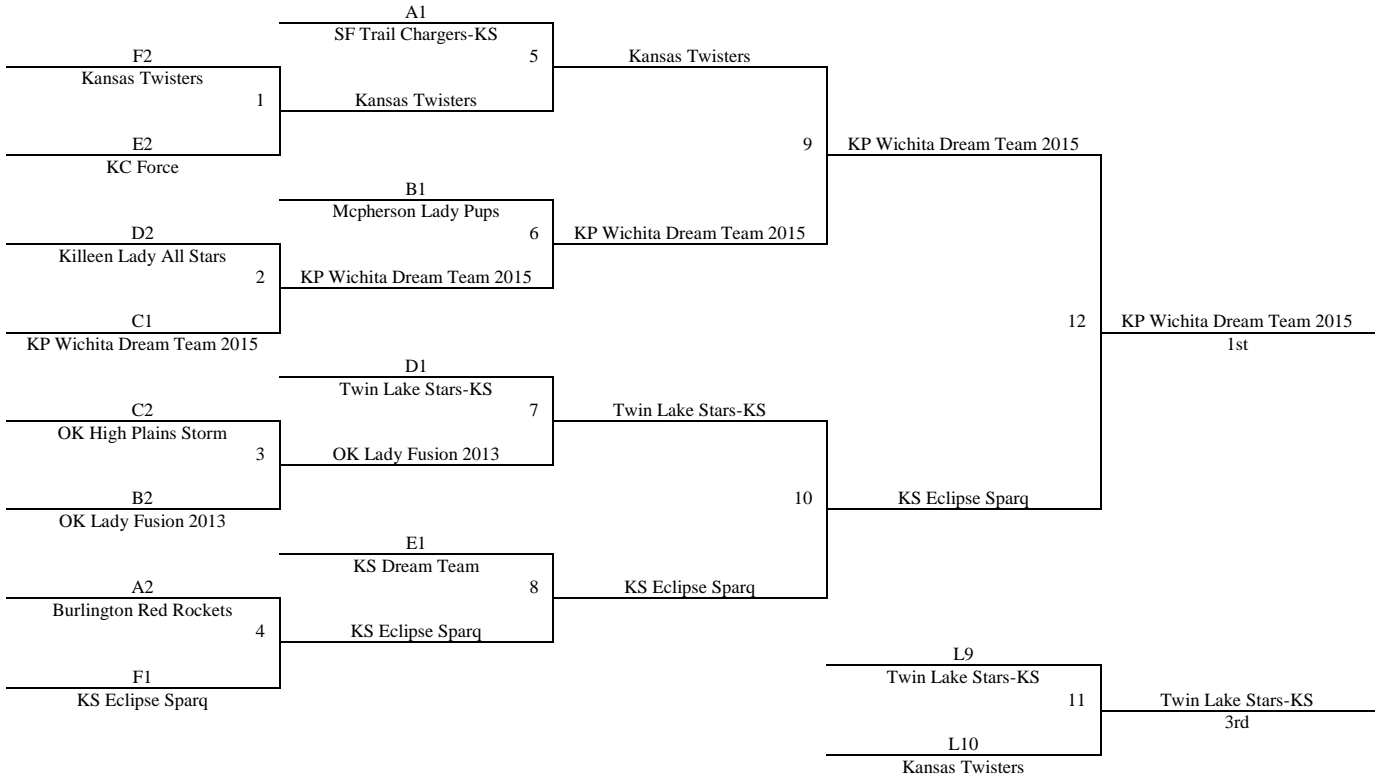 A1
SF Trail Chargers-KS
5
Kansas Twisters
F2
Kansas Twisters
1
Kansas Twisters
E2
KC Force
9
KP Wichita Dream Team 2015
B1
Mcpherson Lady Pups
6
KP Wichita Dream Team 2015
D2
Killeen Lady All Stars
2
KP Wichita Dream Team 2015
C1
KP Wichita Dream Team 2015
12
KP Wichita Dream Team 2015
1st
D1
Twin Lake Stars-KS
7
Twin Lake Stars-KS
C2
OK High Plains Storm
3
OK Lady Fusion 2013
B2
OK Lady Fusion 2013
10
KS Eclipse Sparq
E1
KS Dream Team
8
KS Eclipse Sparq
A2
Burlington Red Rockets
4
KS Eclipse Sparq
F1
KS Eclipse Sparq
L9
Twin Lake Stars-KS
11
Twin Lake Stars-KS
3rd
L10
Kansas Twisters